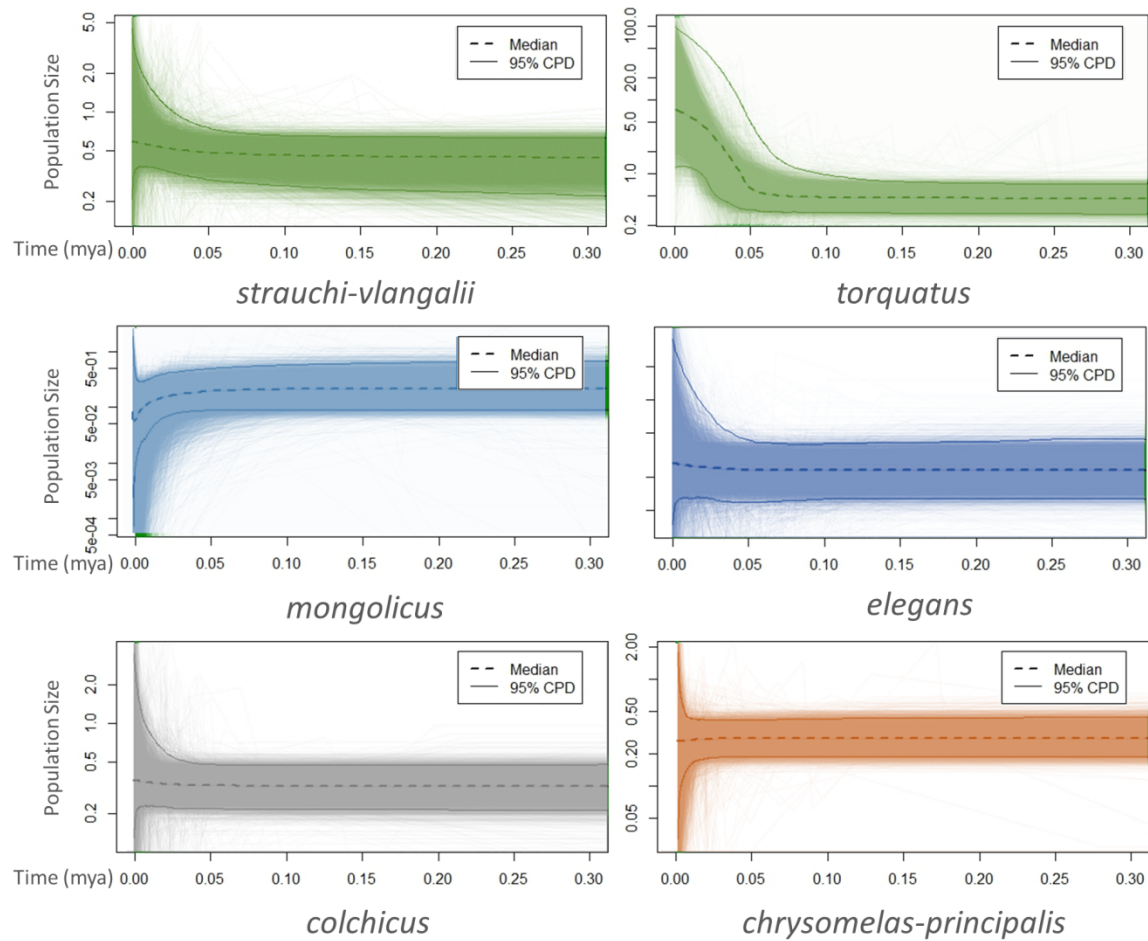 Population Size
5.0
2.0
1.0
0.5
0.2
Median
95% CPD
Time (mya)
0.00 0.05 0.10 0.15 0.20 0.25 0.30
strauchi-vlangalii
100.0
20.0
5.0
1.0
0.2
Median
95% CPD
0.00 0.05 0.10 0.15 0.20 0.25 0.30
torquatus
Population Size
5e-01
5e-02
5e-03
5e-04
Median
95% CPD
Time (mya)
0.00 0.05 0.10 0.15 0.20 0.25 0.30
mongolicus
Median
95% CPD
0.00 0.05 0.10 0.15 0.20 0.25 0.30
elegans
Population Size
2.0
1.0
0.5
0.2
Median
95% CPD
Time (mya)
0.00 0.05 0.10 0.15 0.20 0.25 0.30
colchicus
2.00
0.50
0.20
0.05
Median
95% CPD
0.00 0.05 0.10 0.15 0.20 0.25 0.30
chrysomelas-principalis